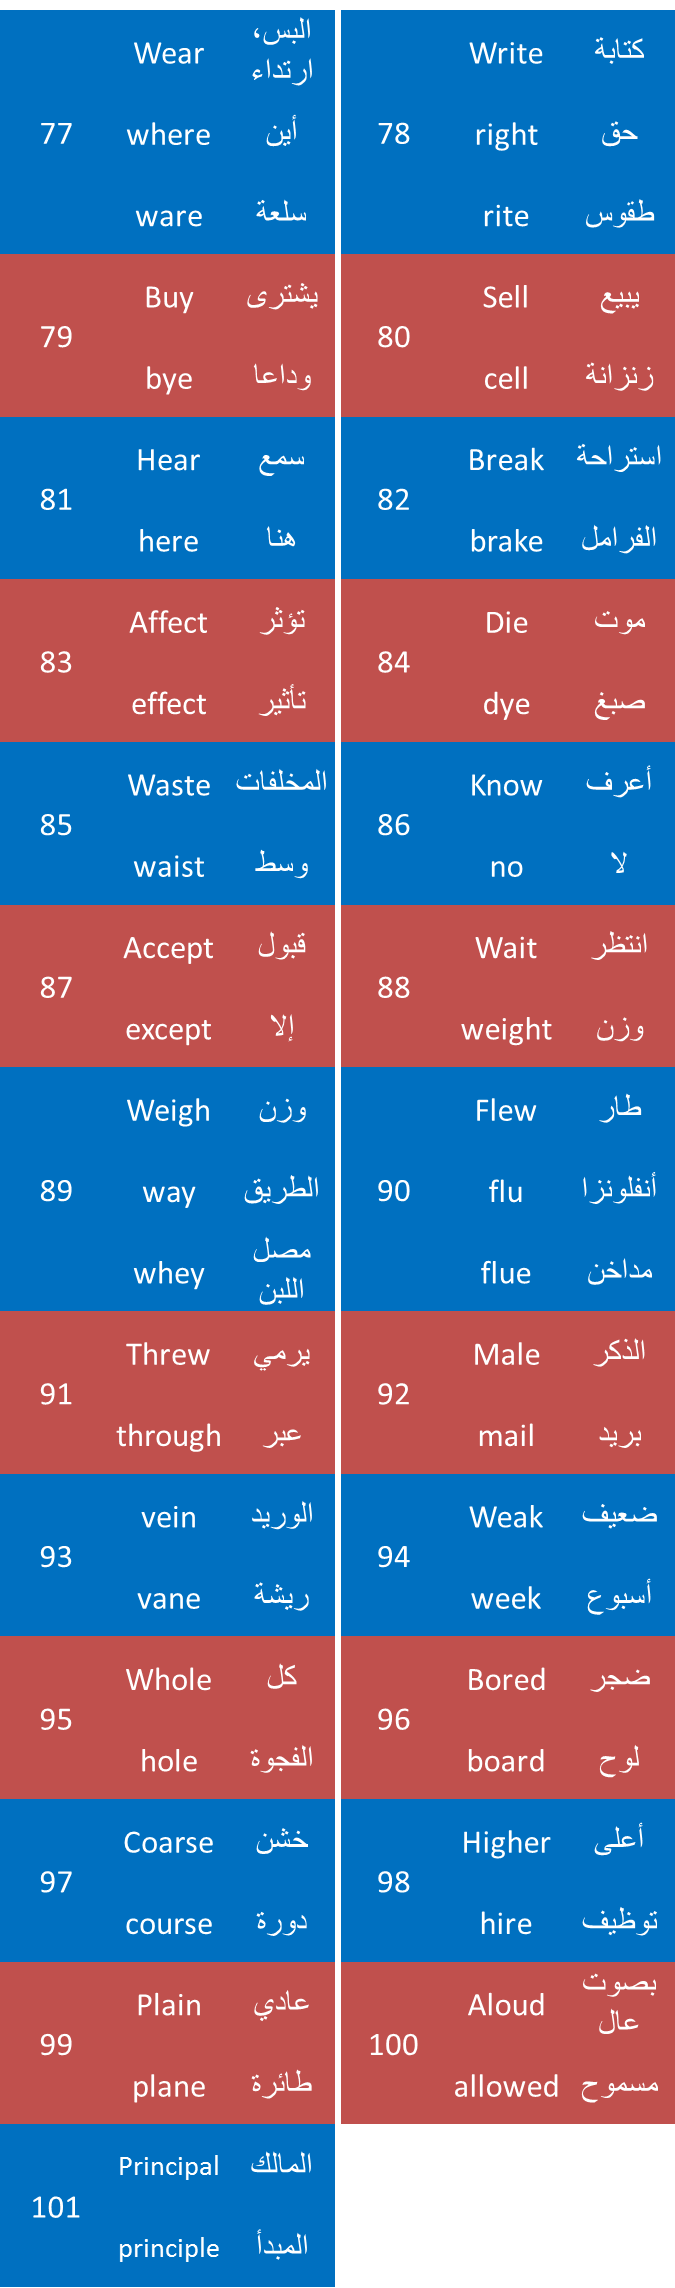 77
Wear البس، ارتداء
where أين
ware سلعة
78
Write كتابة
right حق
rite طقوس
79
Buy يشترى
bye وداعا
80
Sell يبيع
cell زنزانة
81
Hear سمع
here هنا
82
Break استراحة
brake الفرامل
83
Affect تؤثر
effect تأثير
84
Die موت
dye صبغ
85
Waste المخلفات
waist وسط
86
Know أعرف
no لا
87
Accept قبول
except إلا
88
Wait انتظر
weight وزن
89
Weigh وزن
way الطريق
whey مصل اللبن
90
Flew طار
flu أنفلونزا
flue مداخن
91
Threw يرمي
through عبر
92
Male الذكر
mail بريد
93
vein الوريد
vane ريشة
94
Weak ضعيف
week أسبوع
95
Whole كل
hole الفجوة
96
Bored ضجر
board لوح
97
Coarse خشن
course دورة
98
Higher أعلى
hire توظيف
99
Plain عادي
plane طائرة
100
Aloud بصوت عال
allowed مسموح
101
Principal المالك
principle المبدأ